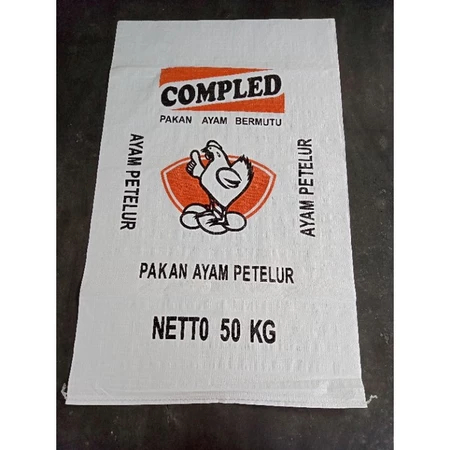 COMPLED
PAKAN AYAM BERMUTU
AYAM PETELUR
AYAM PETELUR
PAKAN AYAM PETELUR
NETTO 50 KG